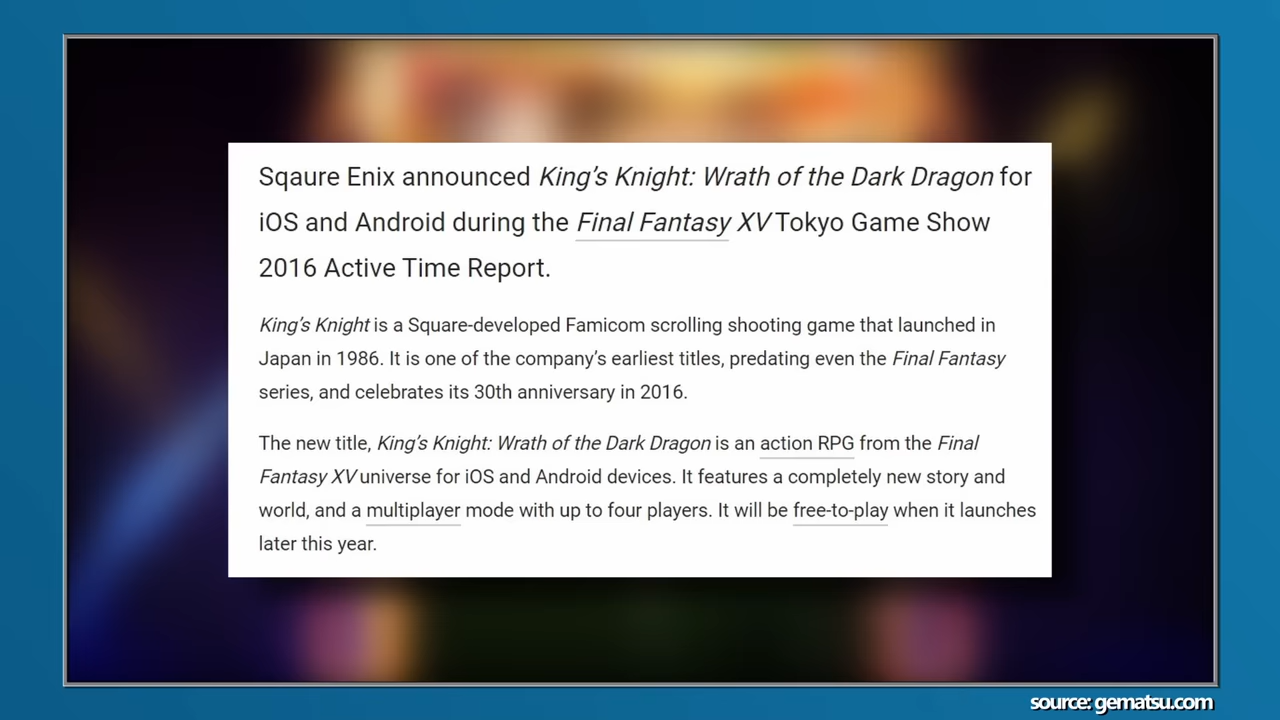 Sqaure Enix announced King's Knight: Wrath of the Dark Dragon for
iOS and Android during the Final Fantasy XV Tokyo Game Show
2016 Active Time Report.
King's Knight is a Square-developed Famicom scrolling shooting game that launched in
Japan in 1986. It is one of the company's earliest titles, predating even the Final Fantasy
series, and celebrates its 30th anniversary in 2016.
The new title, King's Knight: Wrath of the Dark Dragon is an action RPG from the Final
Fantasy XV universe for iOS and Android devices. It features a completely new story and
world, and a multiplayer mode with up to four players. It will be free-to-play when it launches
later this year.
source: gematsu.com